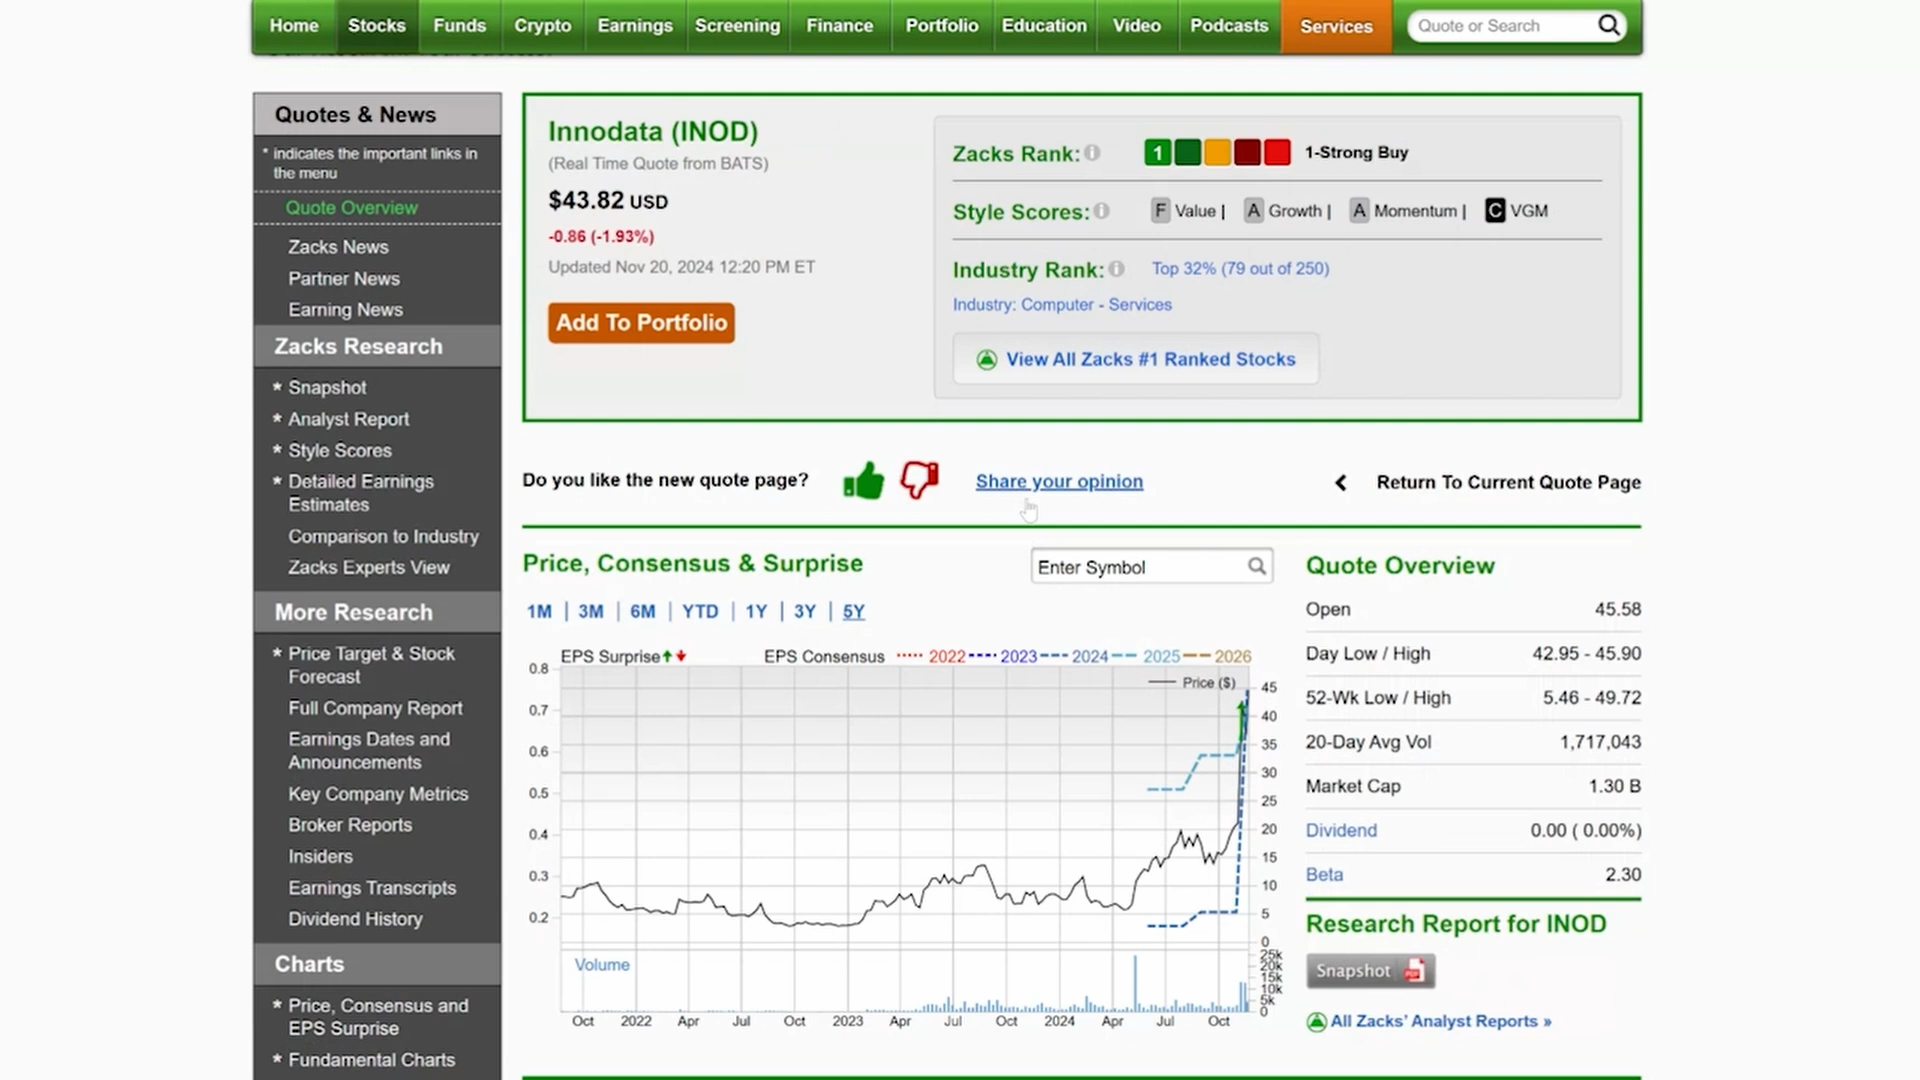 Home
Stocks
Funds
Crypto
Earnings
Screening
Finance
Portfolio
Education
Video
Podcasts
Services
Quote or Search
Quotes & News
* indicates the important links in
the menu
Quote Overview
Zacks News
Partner News
Earning News
Zacks Research
* Snapshot
* Analyst Report
* Style Scores
* Detailed Earnings
Estimates
Comparison to Industry
Zacks Experts View
More Research
* Price Target & Stock
Forecast
Full Company Report
Earnings Dates and
Announcements
Key Company Metrics
Broker Reports
Insiders
Earnings Transcripts
Dividend History
Charts
* Price, Consensus and
EPS Surprise
* Fundamental Charts
Innodata (INOD)
(Real Time Quote from BATS)
$43.82 USD
-0.86 (-1.93%)
Updated Nov 20, 2024 12:20 PM ET
Add To Portfolio
Zacks Rank: 1 1-Strong Buy
Style Scores: F Value | A Growth | A Momentum | C VGM
Industry Rank: Top 32% (79 out of 250)
Industry: Computer - Services
View All Zacks #1 Ranked Stocks
Do you like the new quote page?
Share your opinion
Return To Current Quote Page
Price, Consensus & Surprise
Enter Symbol
1M | 3M | 6M | YTD | 1Y | 3Y | 5Y
EPS Surprise EPS Consensus 2022 2023 2024 2025 2026
Price ($)
0.8
0.7
0.6
0.5
0.4
0.3
0.2
45
40
35
30
25
20
15
10
5
0
Volume
25k
20k
15k
10k
5k
0
Oct 2022 Apr Jul Oct 2023 Apr Jul Oct 2024 Apr Jul Oct
Quote Overview
Open 45.58
Day Low / High 42.95 - 45.90
52-Wk Low / High 5.46 - 49.72
20-Day Avg Vol 1,717,043
Market Cap 1.30 B
Dividend 0.00 ( 0.00%)
Beta 2.30
Research Report for INOD
Snapshot
All Zacks' Analyst Reports »